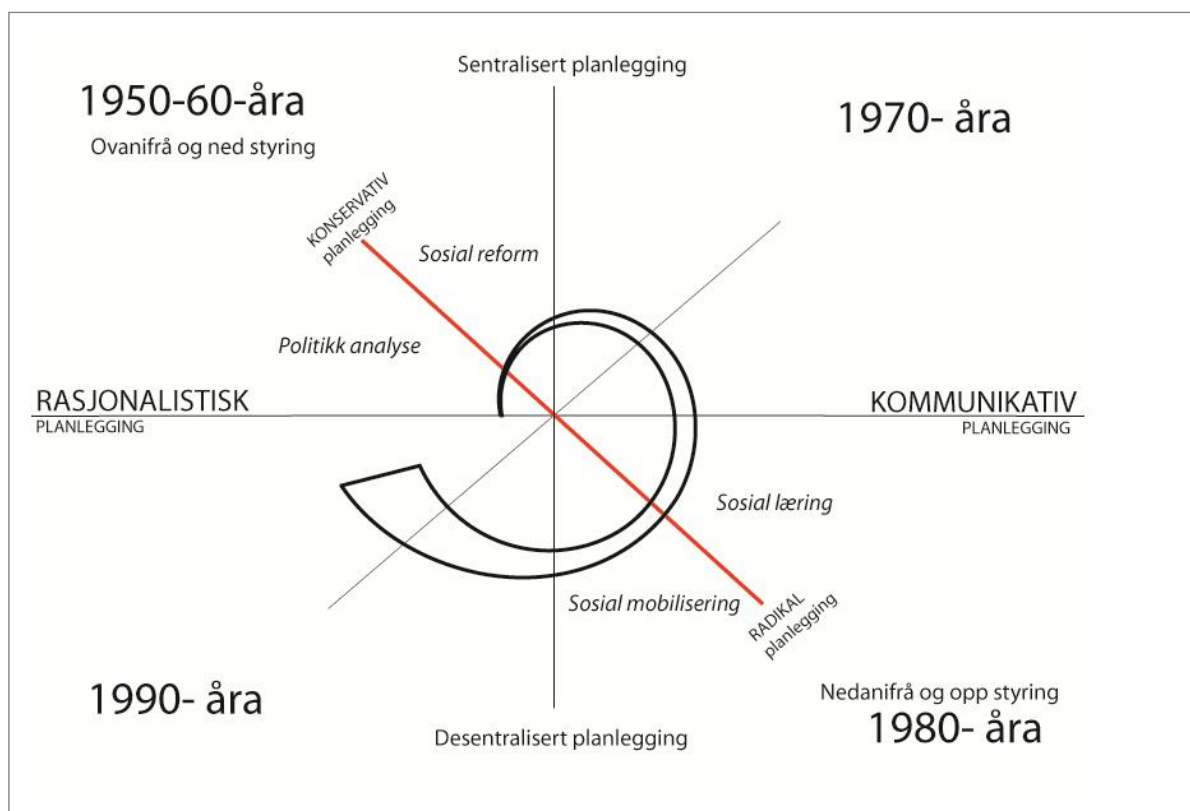 Sentralisert planlegging
1950-60-åra
Ovanifrå og ned styring
1970- åra
KONSERVATIV
planlegging
Sosial reform
Politikk analyse
RASJONALISTISK
PLANLEGGING
KOMMUNIKATIV
PLANLEGGING
Sosial læring
Sosial mobilisering
RADIKAL
planlegging
1990- åra
Desentralisert planlegging
Nedanifrå og opp styring
1980- åra